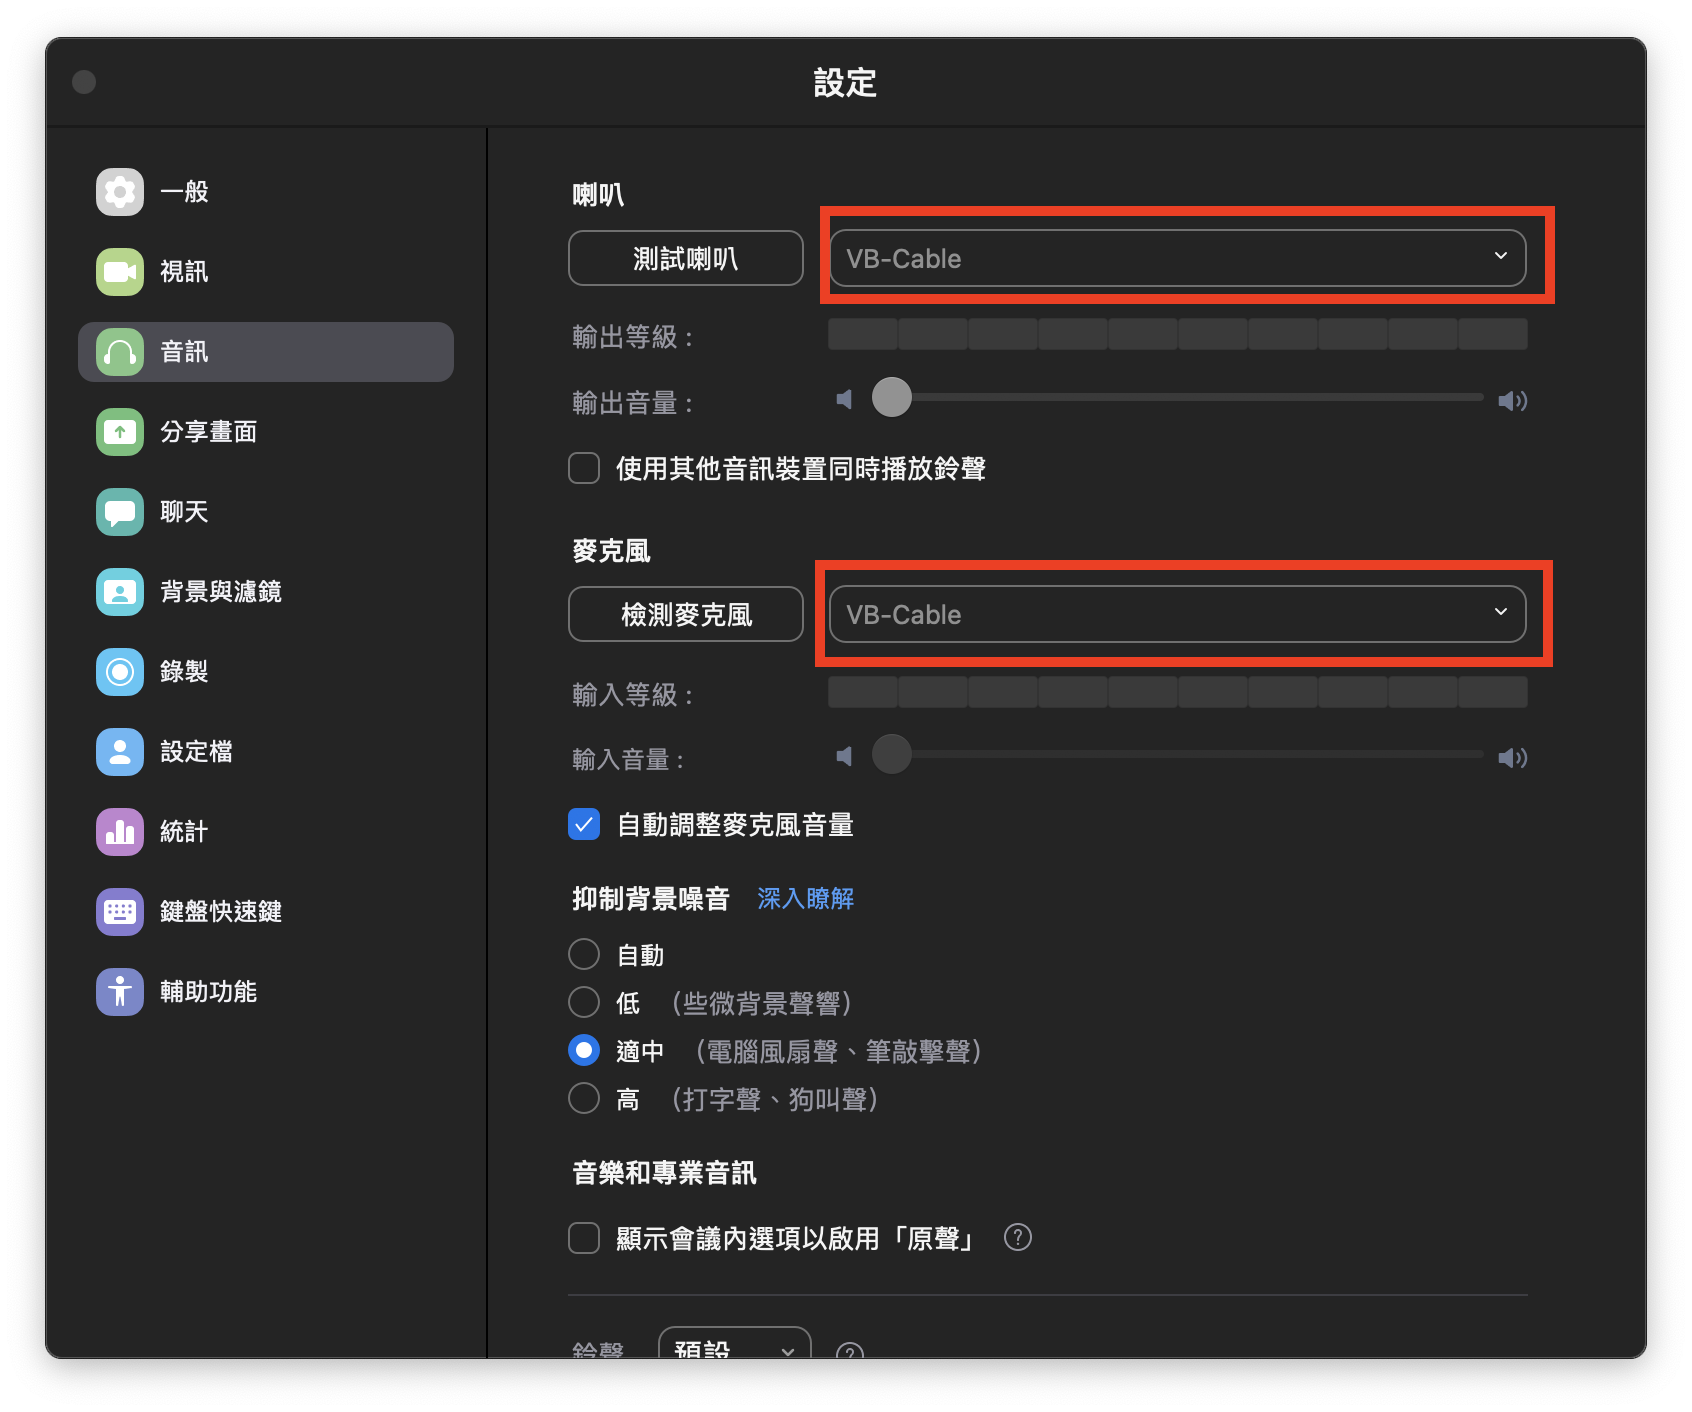 設定
一般
視訊
音訊
分享畫面
聊天
背景與濾鏡
錄製
設定檔
統計
鍵盤快速鍵
輔助功能
喇叭
測試喇叭
VB-Cable
輸出等級：
輸出音量：
使用其他音訊裝置同時播放鈴聲
麥克風
檢測麥克風
VB-Cable
輸入等級：
輸入音量：
自動調整麥克風音量
抑制背景噪音 深入瞭解
自動
低 (些微背景聲響)
適中 (電腦風扇聲、筆敲擊聲)
高 (打字聲、狗叫聲)
音樂和專業音訊
顯示會議內選項以啟用「原聲」 ?
鈴聲 預設 ?